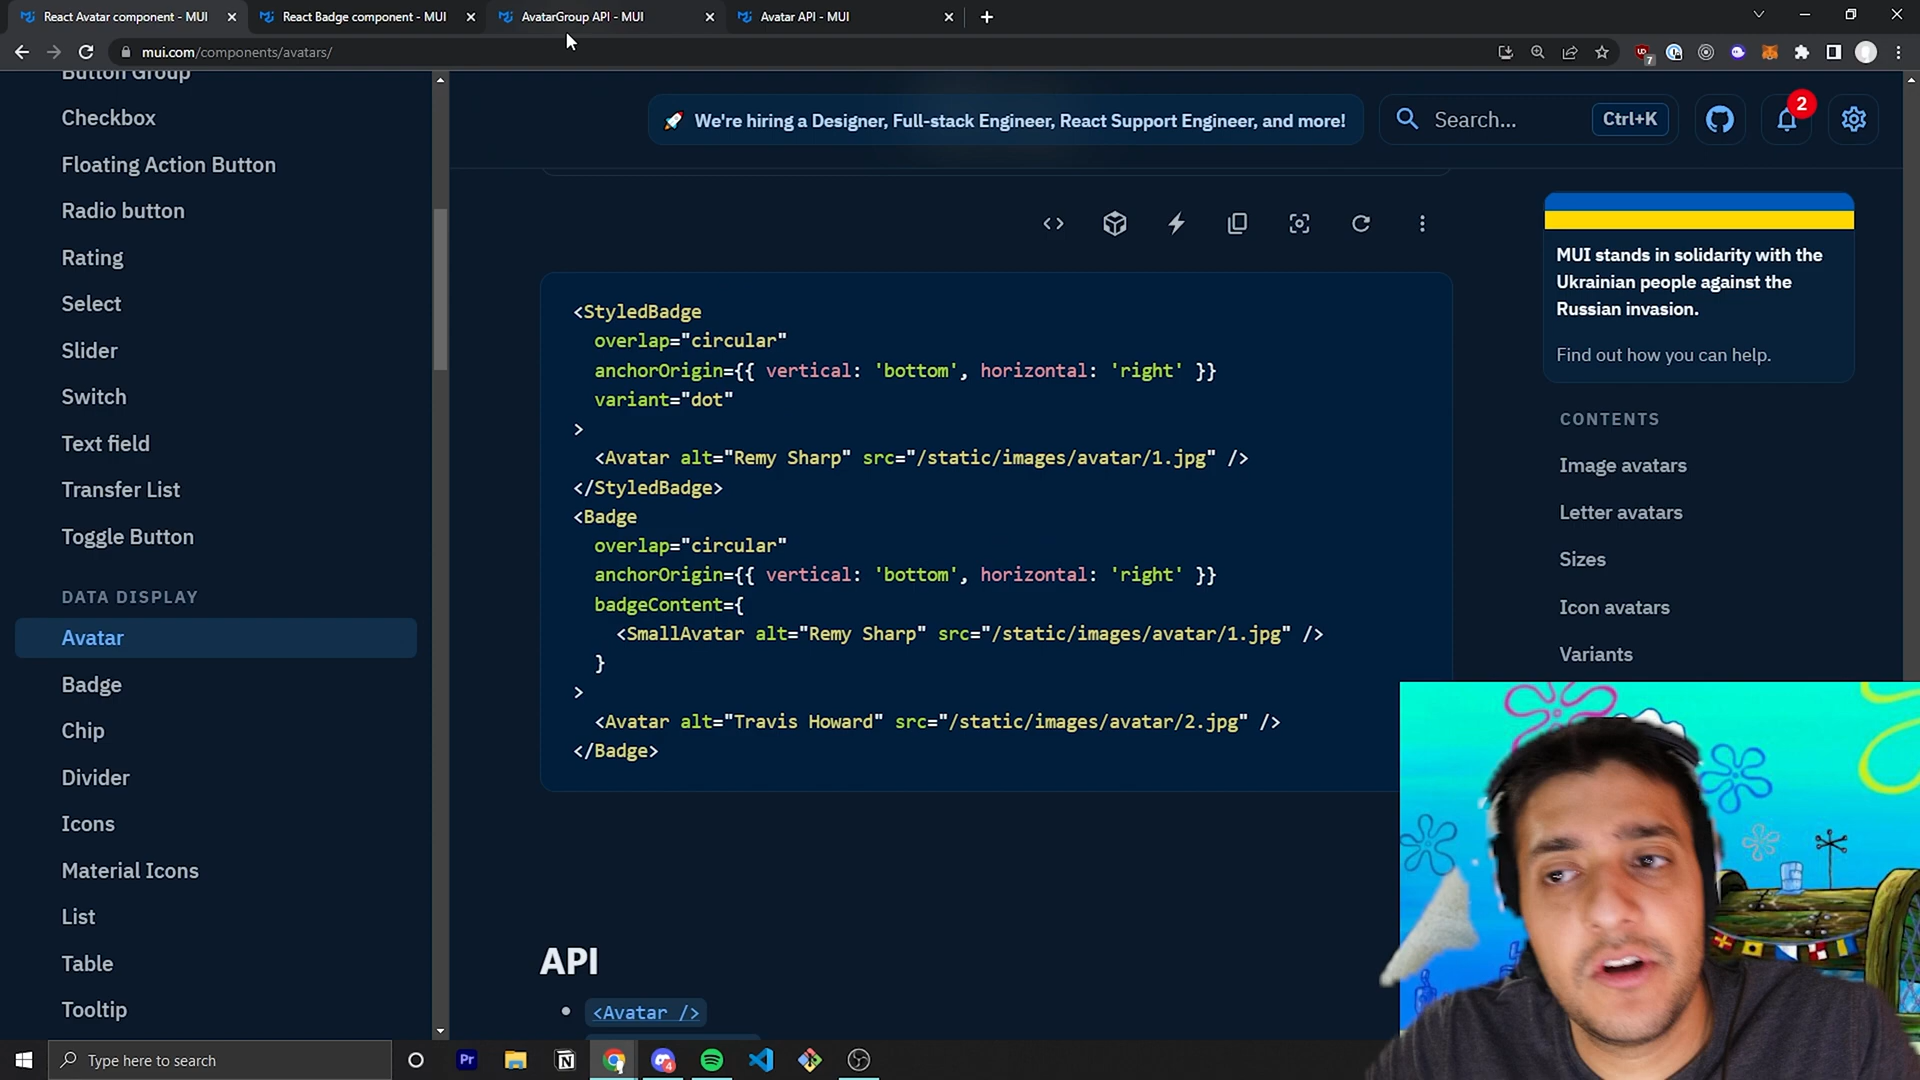 React Avatar component - MUI
React Badge component - MUI
AvatarGroup API - MUI
Avatar API - MUI
mui.com/components/avatars/
7
Button Group
Checkbox
Floating Action Button
Radio button
Rating
Select
Slider
Switch
Text field
Transfer List
Toggle Button
DATA DISPLAY
Avatar
Badge
Chip
Divider
Icons
Material Icons
List
Table
Tooltip
We're hiring a Designer, Full-stack Engineer, React Support Engineer, and more!
Search...
Ctrl+K
2
<StyledBadge
overlap="circular"
anchorOrigin={{ vertical: 'bottom', horizontal: 'right' }}
variant="dot"
>
<Avatar alt="Remy Sharp" src="/static/images/avatar/1.jpg" />
</StyledBadge>
<Badge
overlap="circular"
anchorOrigin={{ vertical: 'bottom', horizontal: 'right' }}
badgeContent={
<SmallAvatar alt="Remy Sharp" src="/static/images/avatar/1.jpg" />
}
>
<Avatar alt="Travis Howard" src="/static/images/avatar/2.jpg" />
</Badge>
API
<Avatar />
MUI stands in solidarity with the
Ukrainian people against the
Russian invasion.
Find out how you can help.
CONTENTS
Image avatars
Letter avatars
Sizes
Icon avatars
Variants
Type here to search
Pr
4